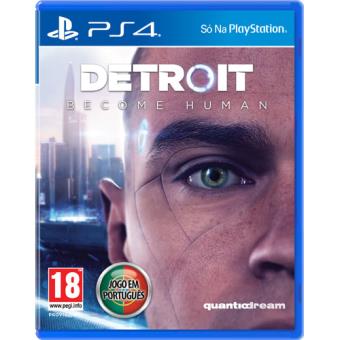 PS4
Só Na PlayStation®
DETROIT
BECOME HUMAN
18
www.pegi.info
JOGO EM
PORTUGUÊS
quanticdream